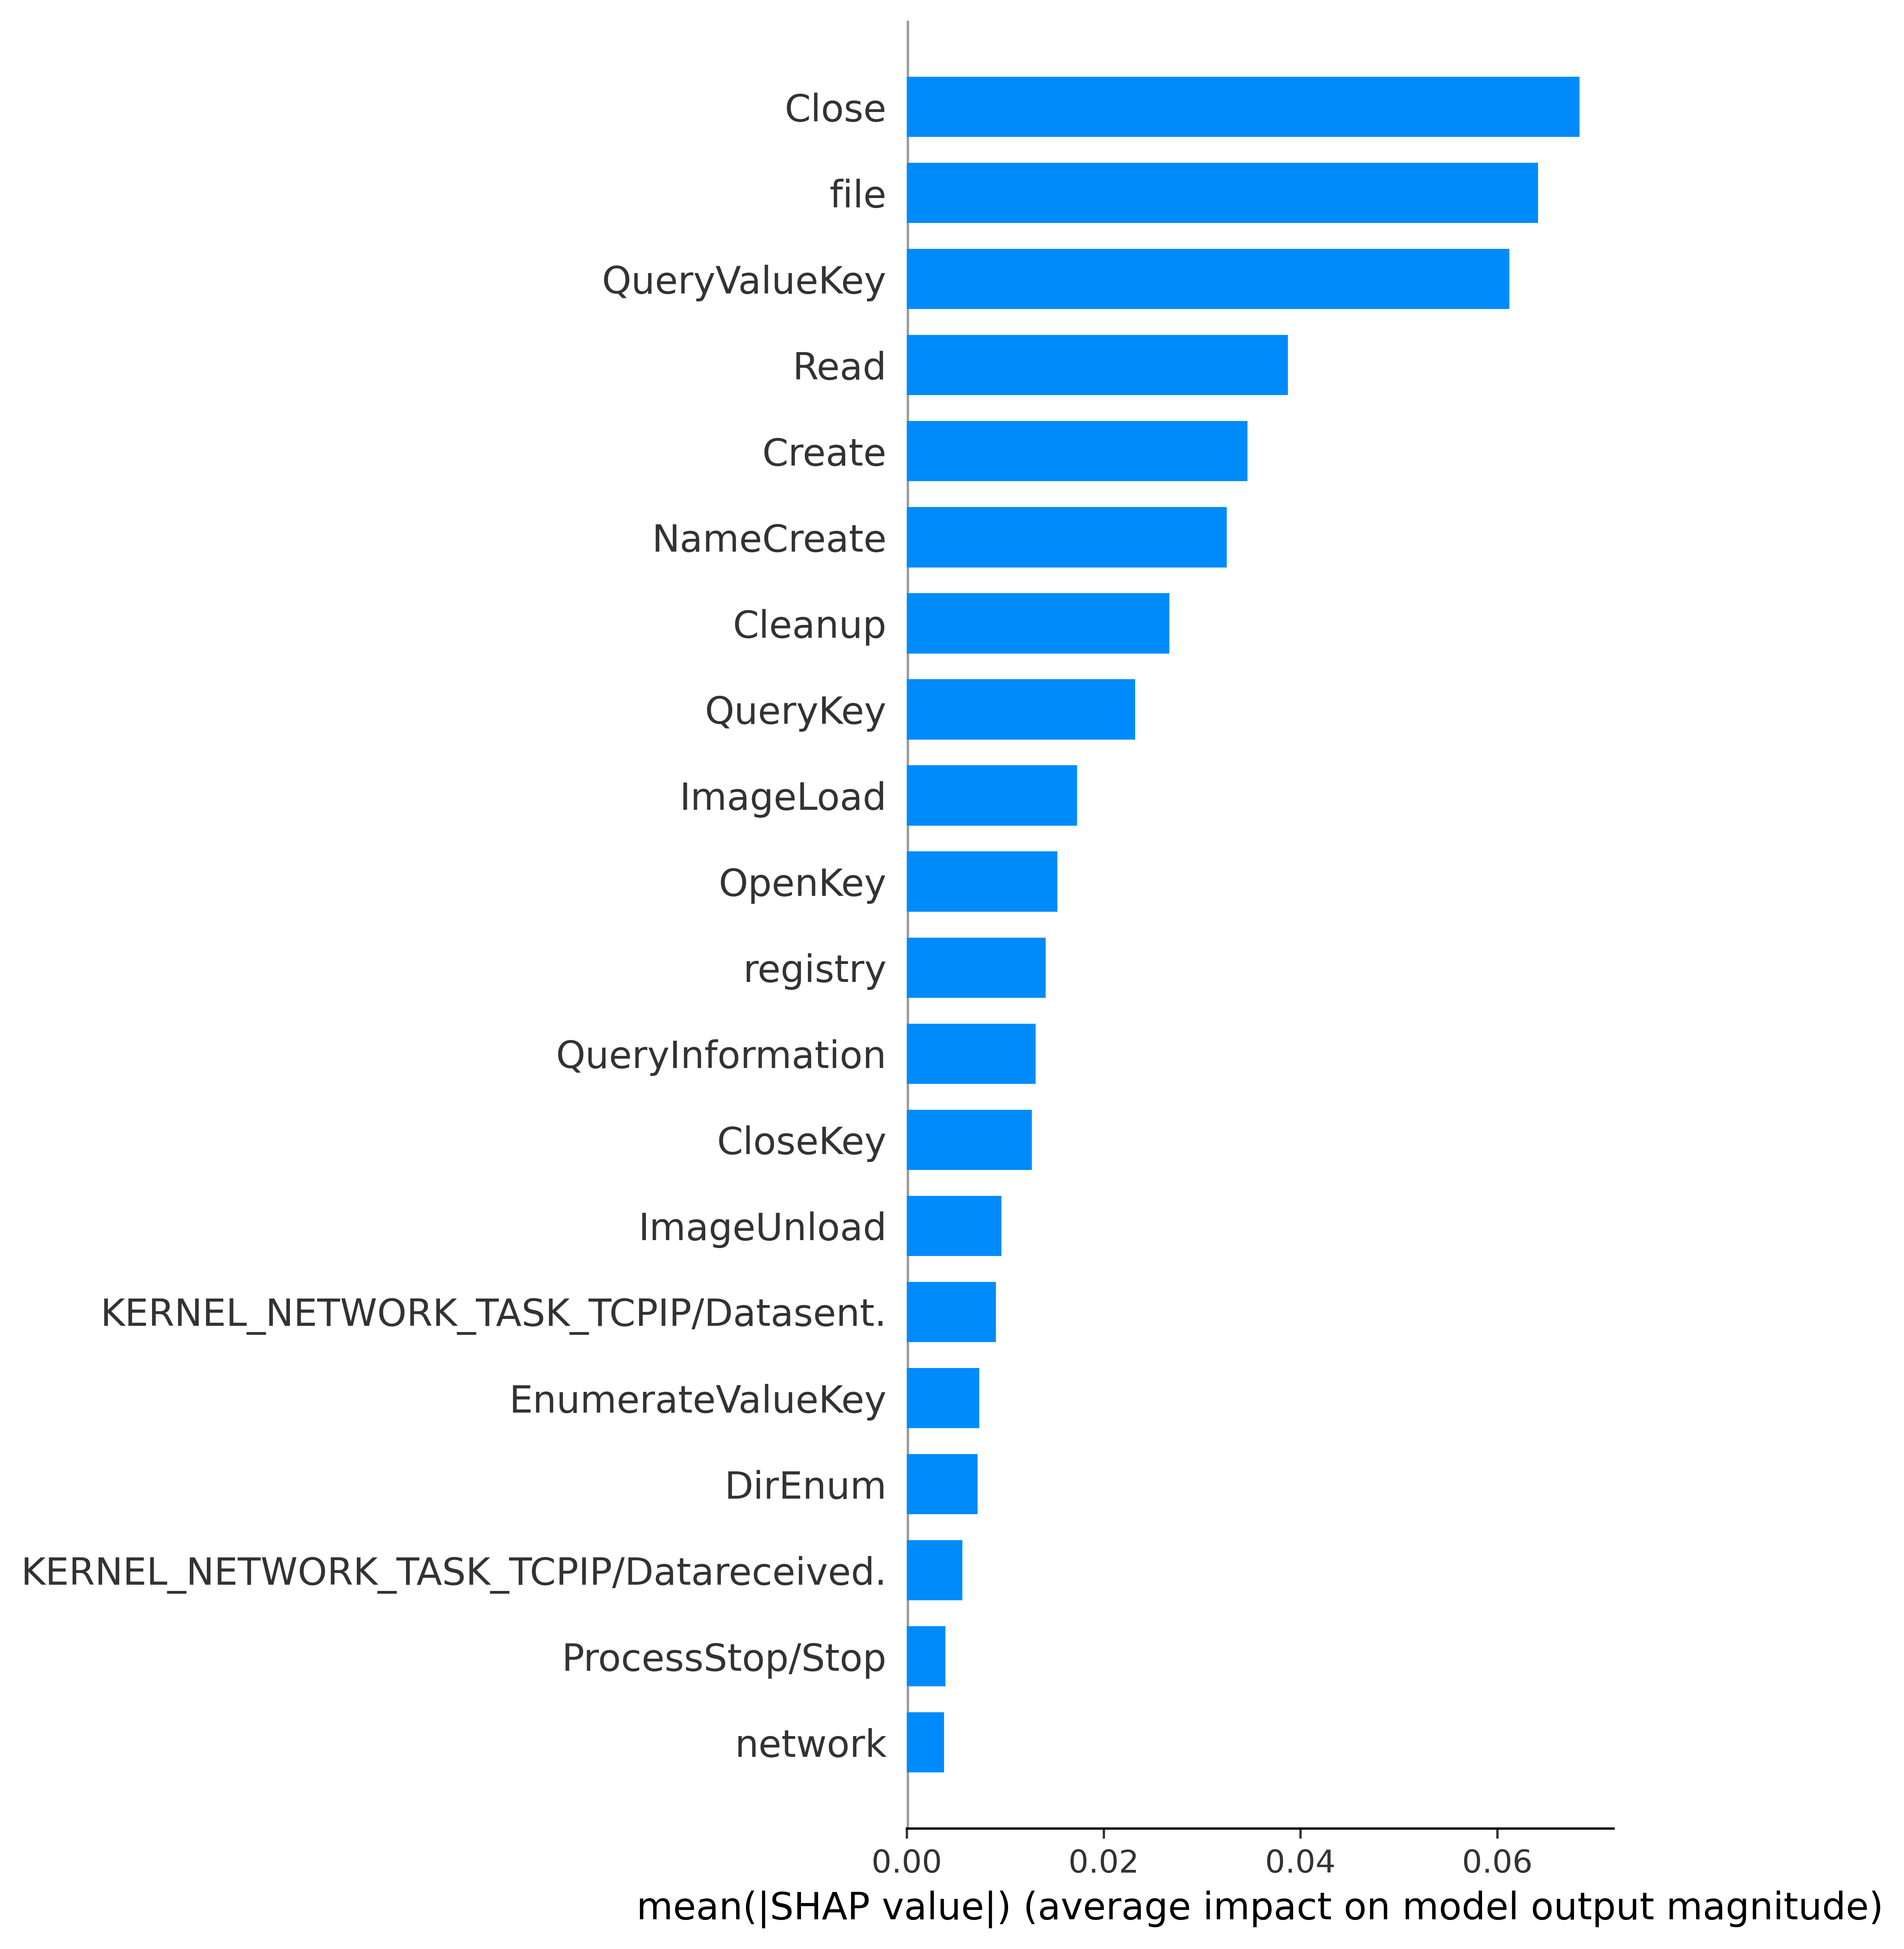 Close
file
QueryValueKey
Read
Create
NameCreate
Cleanup
QueryKey
ImageLoad
OpenKey
registry
QueryInformation
CloseKey
ImageUnload
KERNEL_NETWORK_TASK_TCPIP/Datasent.
EnumerateValueKey
DirEnum
KERNEL_NETWORK_TASK_TCPIP/Datareceived.
ProcessStop/Stop
network
0.00 0.02 0.04 0.06
mean(|SHAP value|) (average impact on model output magnitude)